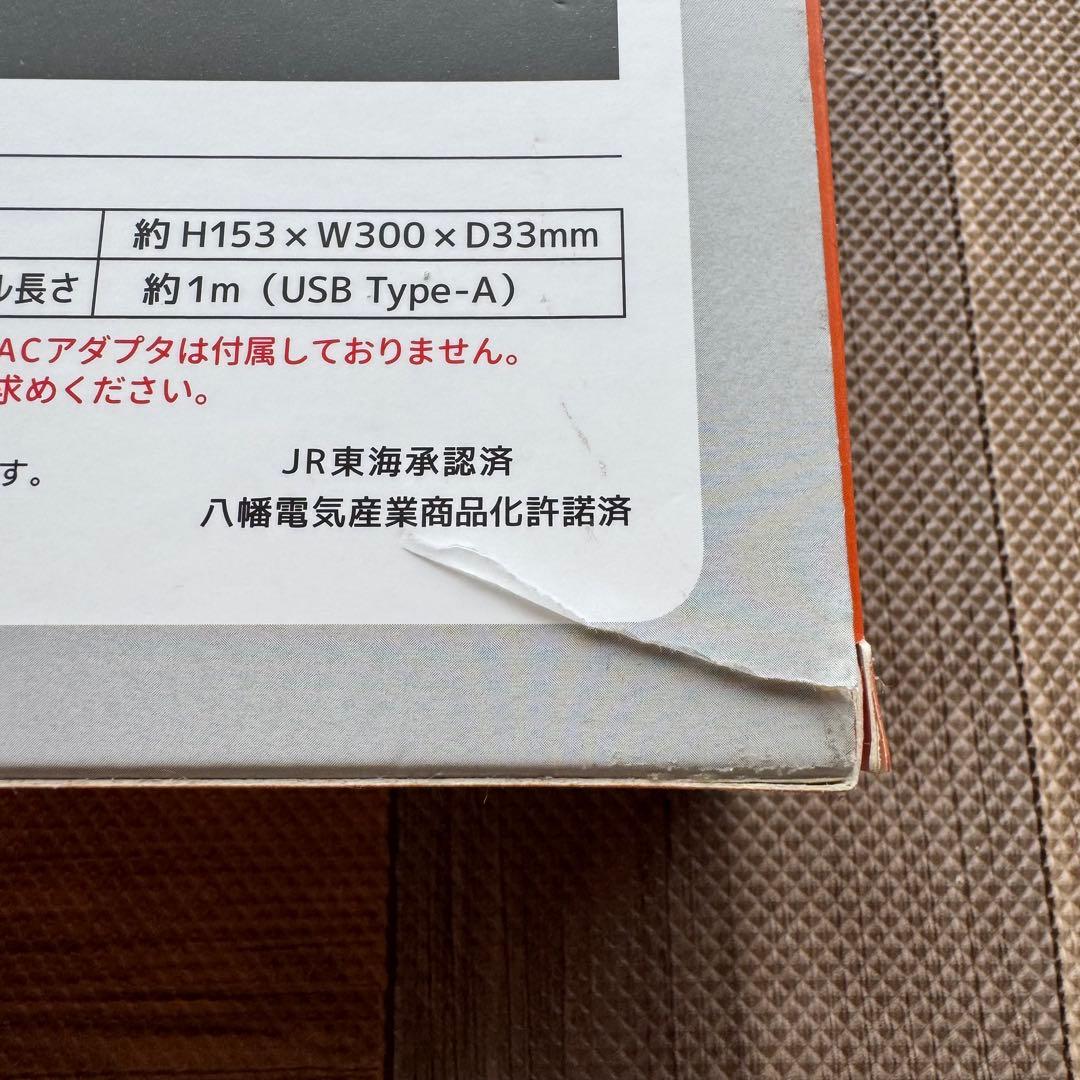 約 H153×W300×D33mm
ル長さ 約1m（USB Type-A）
ACアダプタは付属しておりません。
求めください。
す。
JR東海承認済
八幡電気産業商品化許諾済